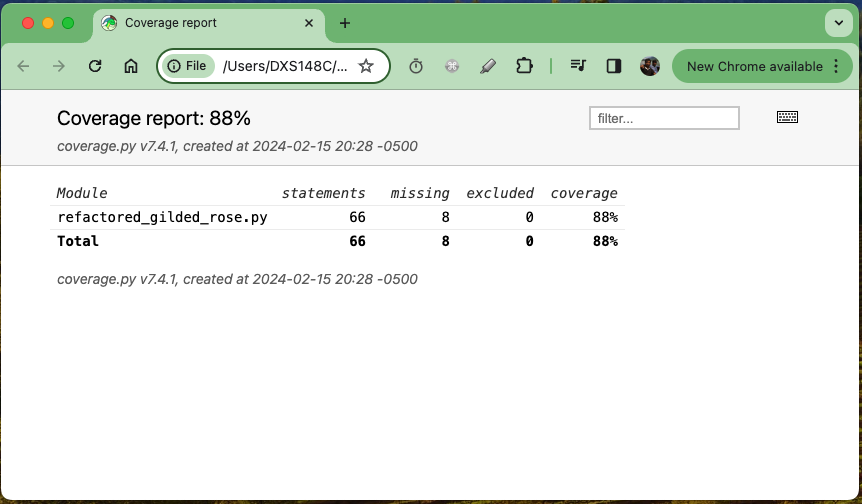 Coverage report
File /Users/DXS148C/... New Chrome available
Coverage report: 88%
filter...
coverage.py v7.4.1, created at 2024-02-15 20:28 -0500
Module statements missing excluded coverage
refactored_gilded_rose.py 66 8 0 88%
Total 66 8 0 88%
coverage.py v7.4.1, created at 2024-02-15 20:28 -0500